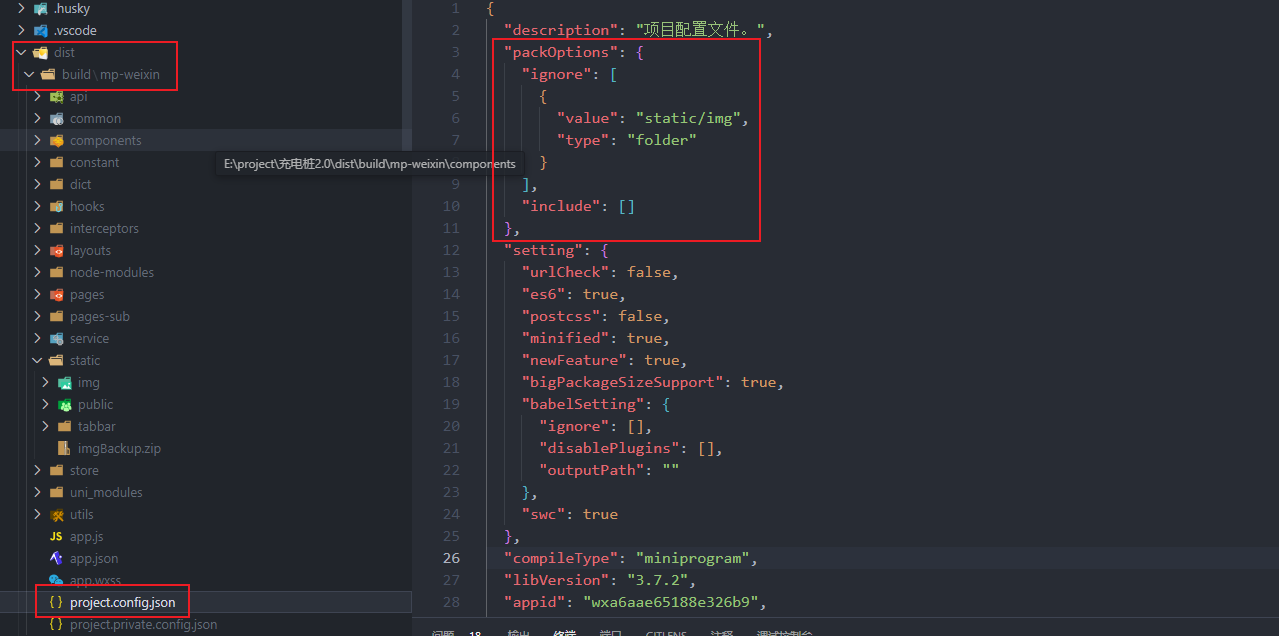 .husky
.vscode
dist
build\mp-weixin
api
common
components
E:\project\充电桩2.0\dist\build\mp-weixin\components
constant
dict
hooks
interceptors
layouts
node-modules
pages
pages-sub
service
static
img
public
tabbar
imgBackup.zip
store
uni_modules
utils
JS app.js
app.json
app.wxss
{} project.config.json
{} project.private.config.json
1 {
2 "description": "项目配置文件。",
3 "packOptions": {
4 "ignore": [
5 {
6 "value": "static/img",
7 "type": "folder"
}
9 ],
10 "include": []
11 },
12 "setting": {
13 "urlCheck": false,
14 "es6": true,
15 "postcss": false,
16 "minified": true,
17 "newFeature": true,
18 "bigPackageSizeSupport": true,
19 "babelSetting": {
20 "ignore": [],
21 "disablePlugins": [],
22 "outputPath": ""
23 },
24 "swc": true
25 },
26 "compileType": "miniprogram",
27 "libVersion": "3.7.2",
28 "appid": "wxa6aae65188e326b9",
问题 18 输出 终端 端口 GITLENS 注释 调试控制台